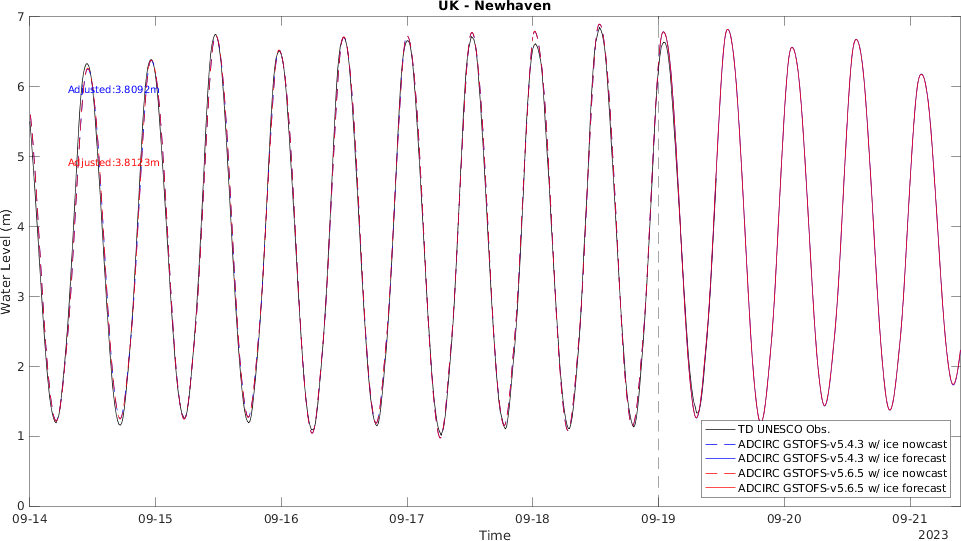 UK - Newhaven
7
6
5
4
3
2
1
0
Water Level (m)
Adjusted:3.8092m
Adjusted:3.8123m
TD UNESCO Obs.
ADCIRC GSTOFS-v5.4.3 w/ ice nowcast
ADCIRC GSTOFS-v5.4.3 w/ ice forecast
ADCIRC GSTOFS-v5.6.5 w/ ice nowcast
ADCIRC GSTOFS-v5.6.5 w/ ice forecast
09-14 09-15 09-16 09-17 09-18 09-19 09-20 09-21
Time
2023